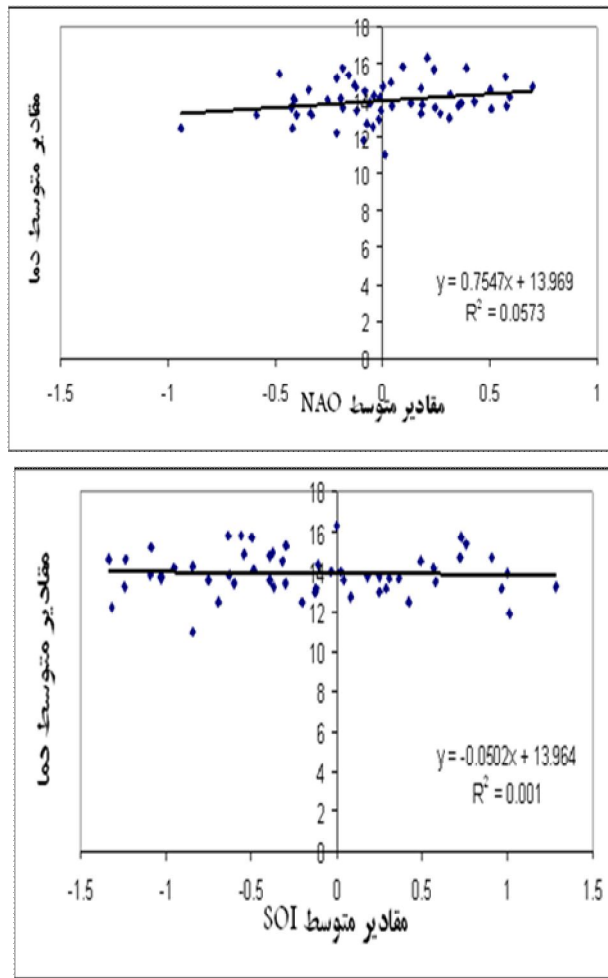 مقادیر متوسط دما
18
16
14
12
10
8
6
4
2
0
y = 0.7547x + 13.969
R² = 0.0573
-1.5 -1 -0.5 0 0.5 1
مقادیر متوسط NAO
مقادیر متوسط دما
18
16
14
12
10
8
6
4
2
0
y = -0.0502x + 13.964
R² = 0.001
-1.5 -1 -0.5 0 0.5 1 1.5
مقادیر متوسط SOI